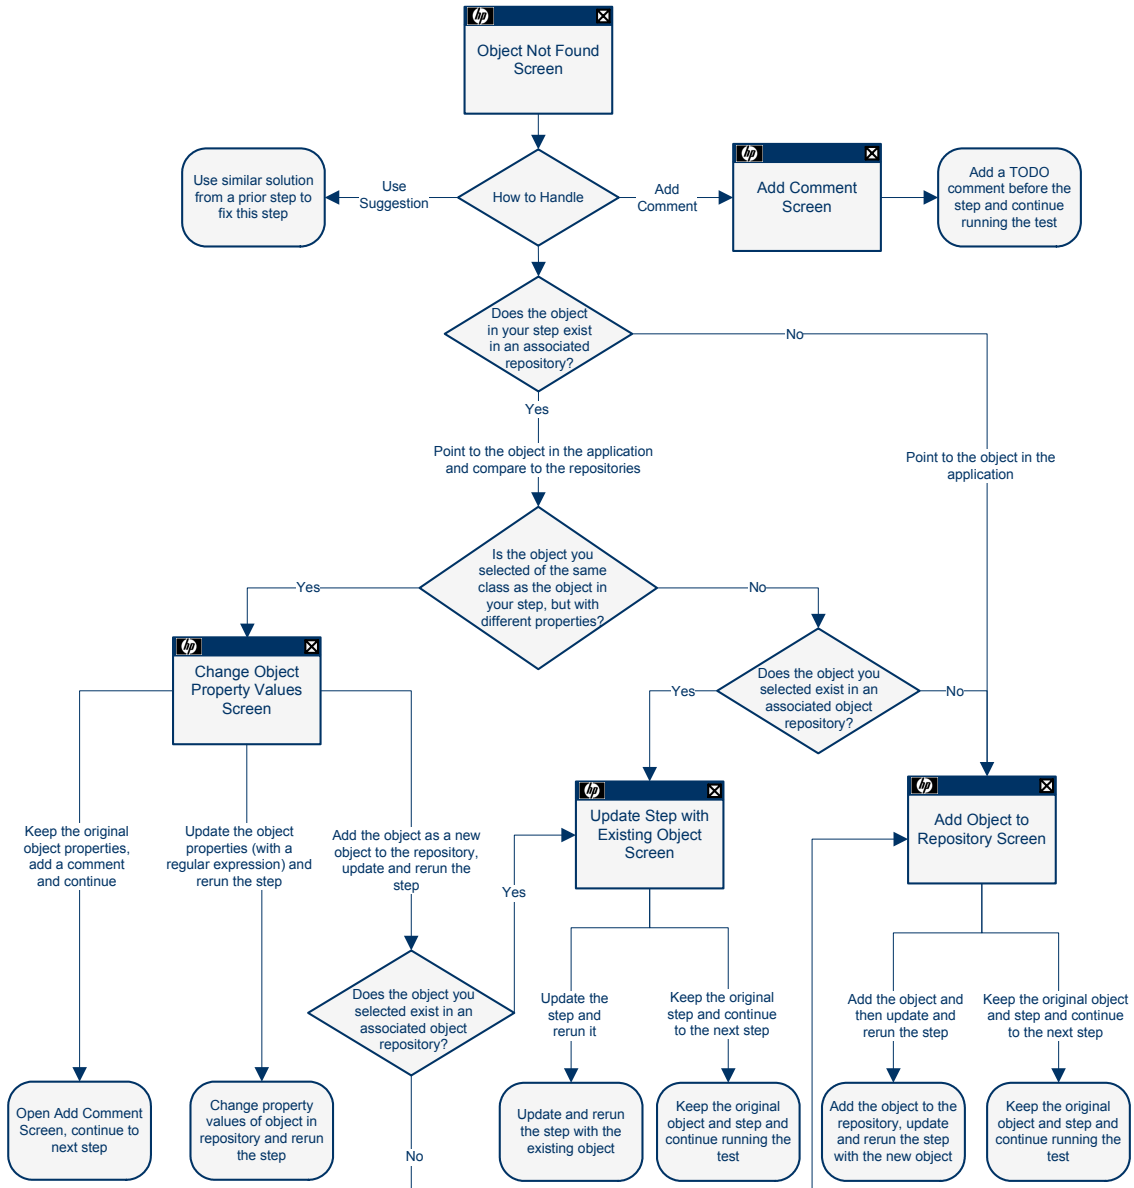 hp
Object Not Found
Screen
Use similar solution
from a prior step to
fix this step
Use
Suggestion
How to Handle
Add
Comment
hp
Add Comment
Screen
Add a TODO
comment before the
step and continue
running the test
Does the object
in your step exist
in an associated
repository?
No
Yes
Point to the object in the application
and compare to the repositories
Point to the object in the
application
Is the object you
selected of the same
class as the object in
your step, but with
different properties?
Yes
No
hp
Change Object
Property Values
Screen
Does the object you
selected exist in an
associated object
repository?
Yes
No
hp
Update Step with
Existing Object
Screen
hp
Add Object to
Repository Screen
Keep the original
object properties,
add a comment
and continue
Update the object
properties (with a
regular expression) and
rerun the step
Add the object as a new
object to the repository,
update and rerun the
step
Yes
Does the object you
selected exist in an
associated object
repository?
Update the
step and
rerun it
Keep the original
step and continue
to the next step
Add the object and
then update and
rerun the step
Keep the original object
and step and continue
to the next step
Open Add Comment
Screen, continue to
next step
Change property
values of object in
repository and rerun
the step
No
Update and rerun
the step with the
existing object
Keep the original
object and step and
continue running the
test
Add the object to the
repository, update
and rerun the step
with the new object
Keep the original
object and step and
continue running the
test